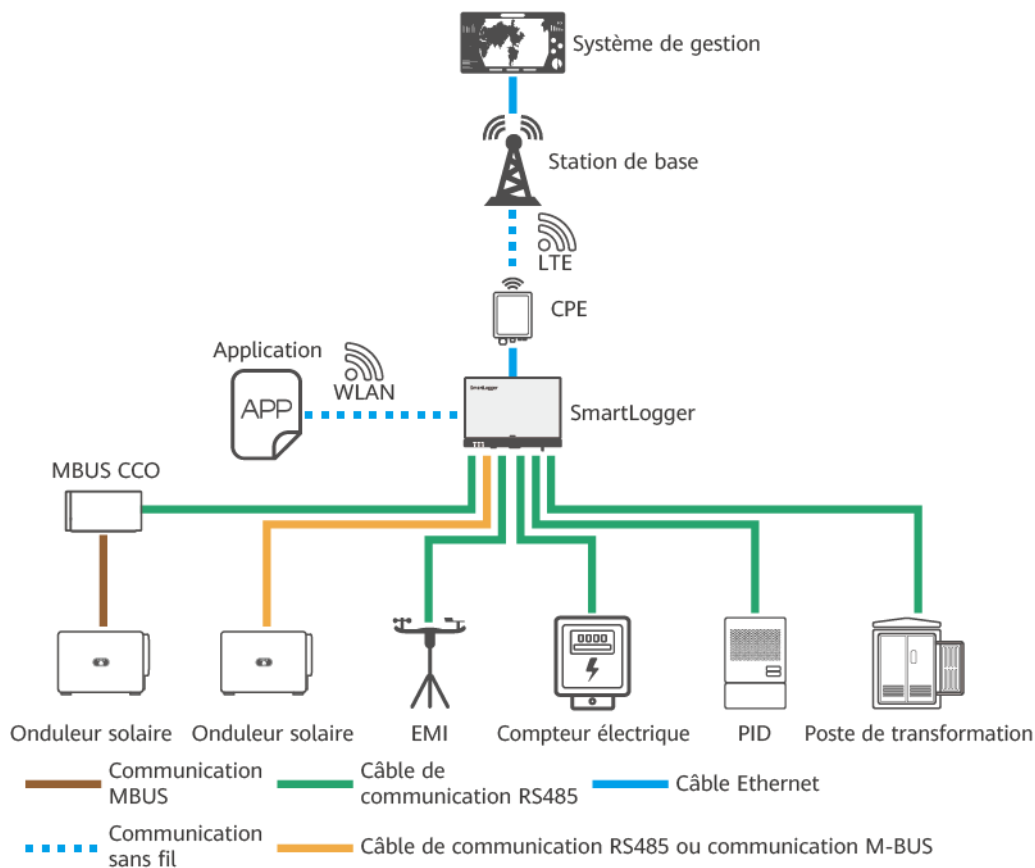 Système de gestion
Station de base
LTE
CPE
Application
WLAN
APP
SmartLogger
SmartLogger
MBUS CCO
Onduleur solaire
Onduleur solaire
EMI
Compteur électrique
PID
Poste de transformation
Communication
MBUS
Câble de
communication RS485
Câble Ethernet
Communication
sans fil
Câble de communication RS485 ou communication M-BUS